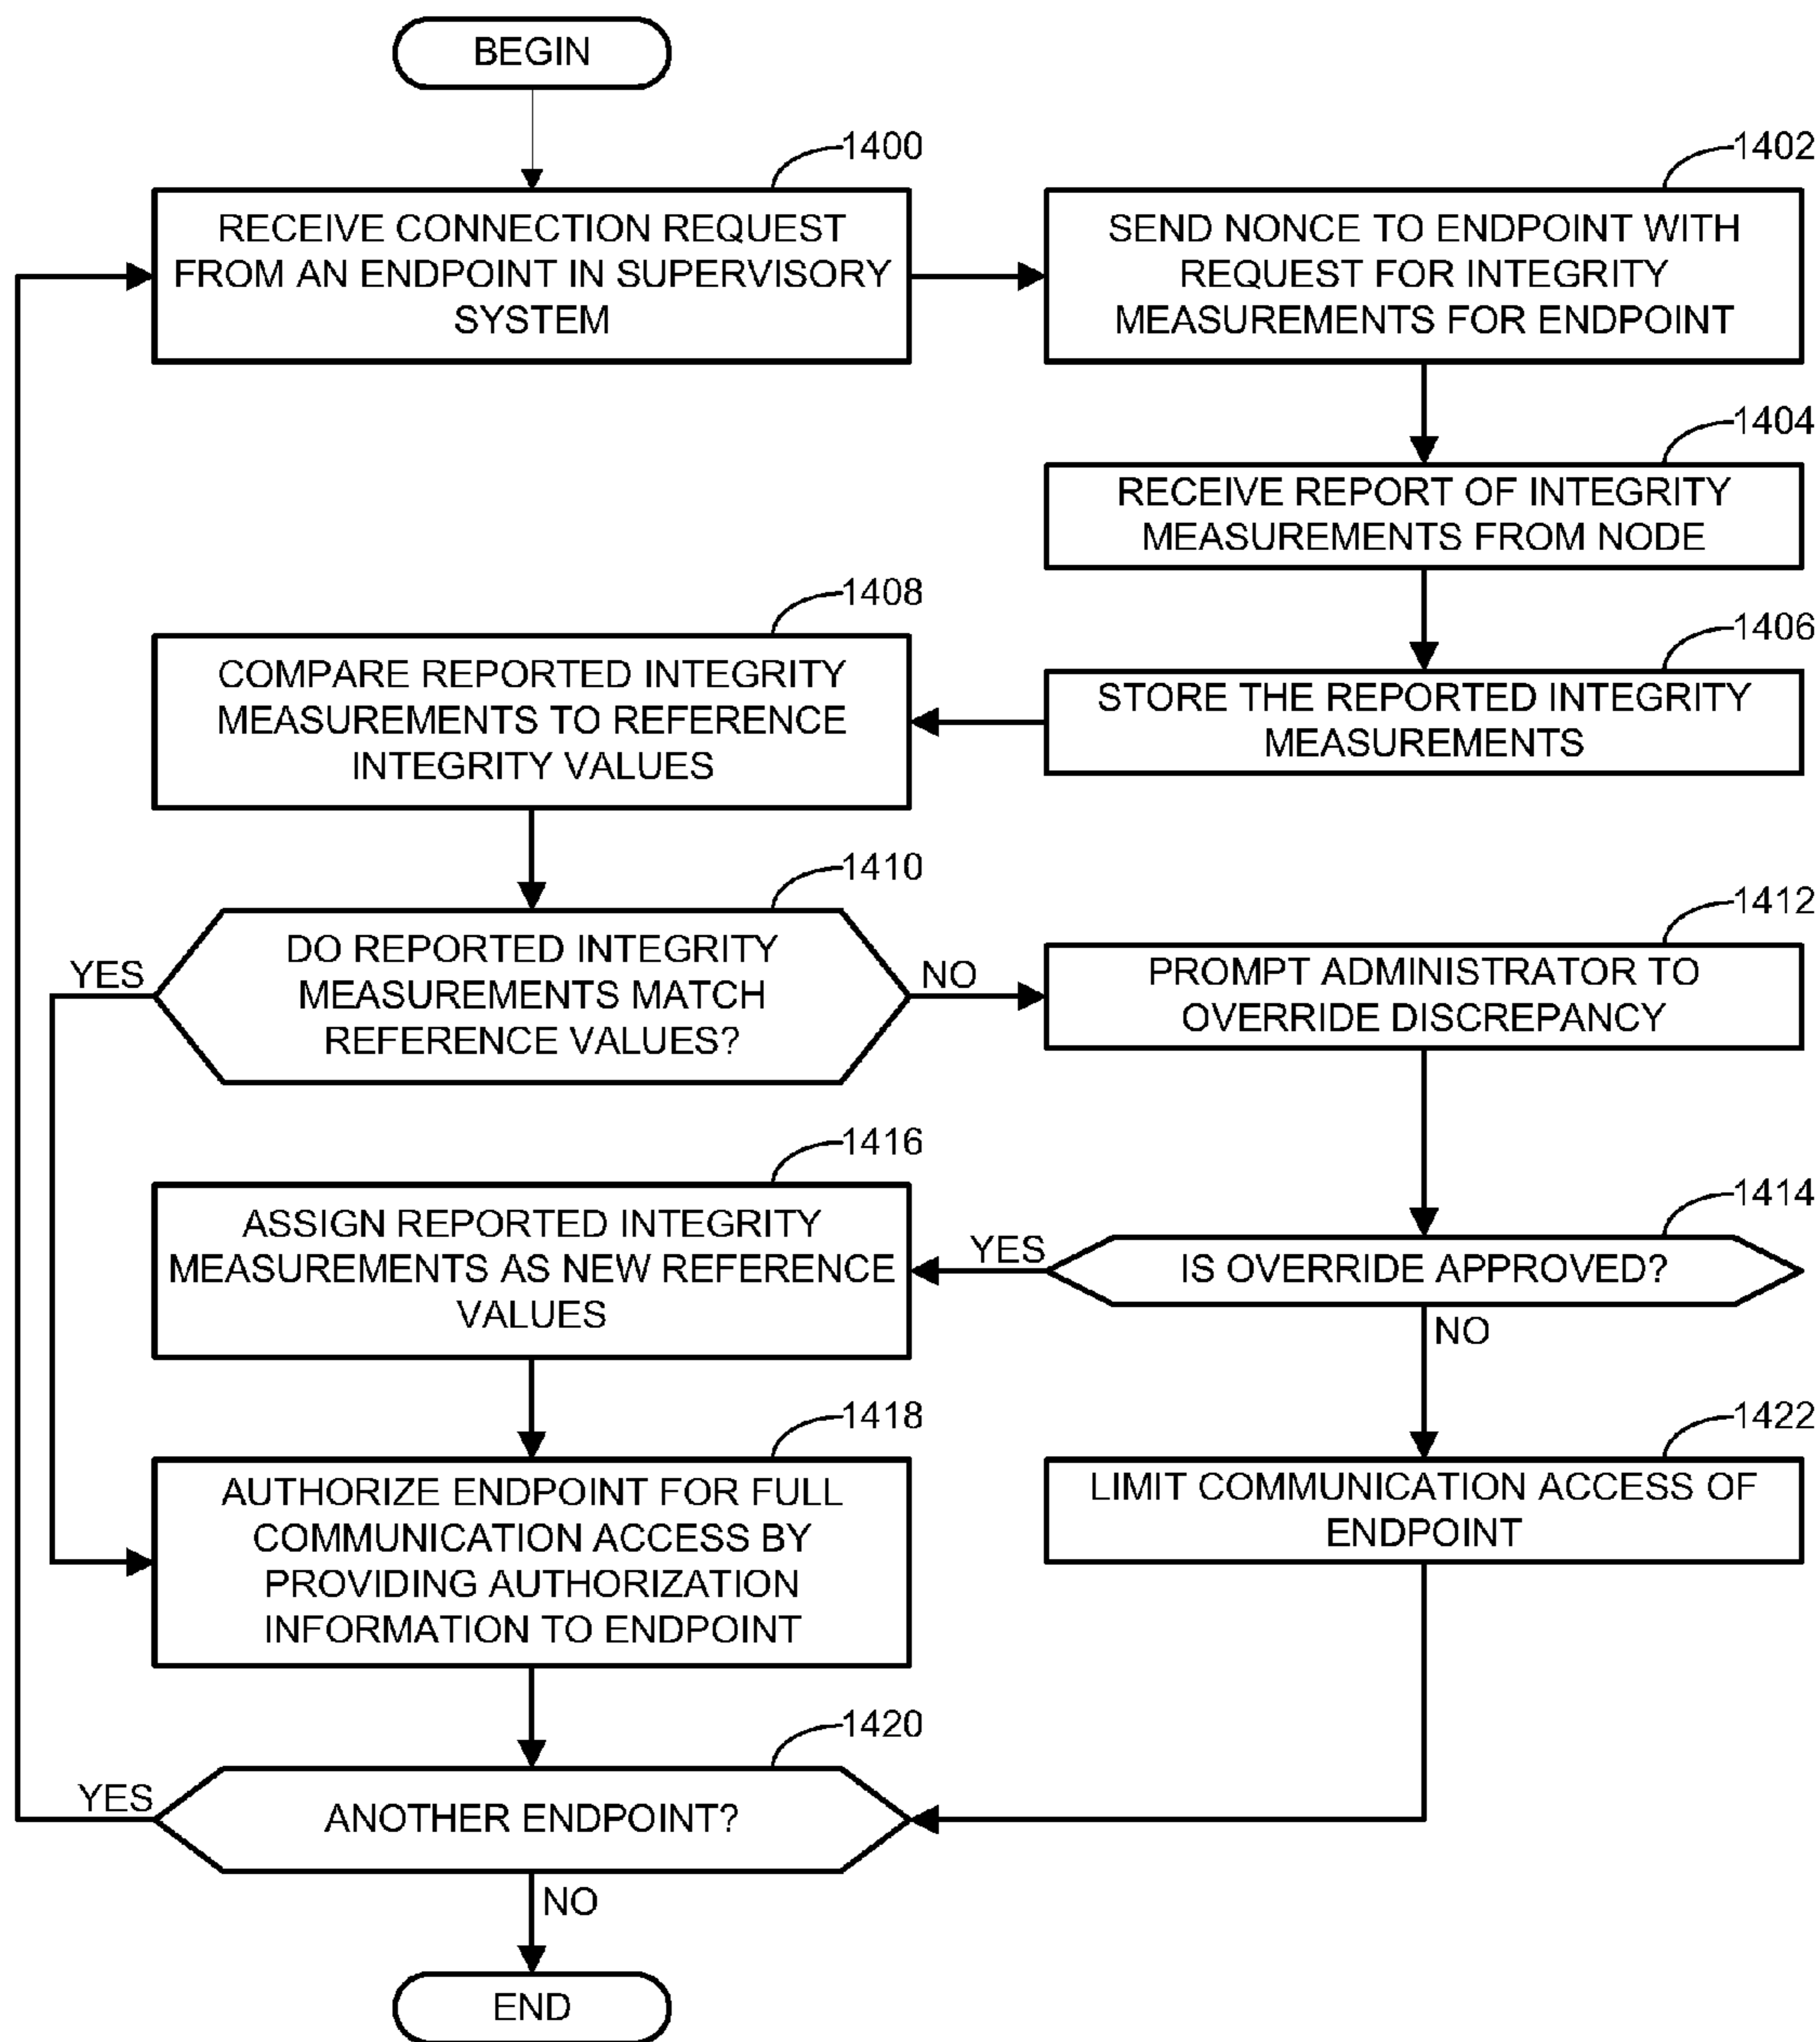 BEGIN
1400
RECEIVE CONNECTION REQUEST
FROM AN ENDPOINT IN SUPERVISORY
SYSTEM
1402
SEND NONCE TO ENDPOINT WITH
REQUEST FOR INTEGRITY
MEASUREMENTS FOR ENDPOINT
1404
RECEIVE REPORT OF INTEGRITY
MEASUREMENTS FROM NODE
1406
STORE THE REPORTED INTEGRITY
MEASUREMENTS
1408
COMPARE REPORTED INTEGRITY
MEASUREMENTS TO REFERENCE
INTEGRITY VALUES
1410
DO REPORTED INTEGRITY
MEASUREMENTS MATCH
REFERENCE VALUES?
YES
NO
1412
PROMPT ADMINISTRATOR TO
OVERRIDE DISCREPANCY
1414
IS OVERRIDE APPROVED?
YES
NO
1416
ASSIGN REPORTED INTEGRITY
MEASUREMENTS AS NEW REFERENCE
VALUES
1418
AUTHORIZE ENDPOINT FOR FULL
COMMUNICATION ACCESS BY
PROVIDING AUTHORIZATION
INFORMATION TO ENDPOINT
1422
LIMIT COMMUNICATION ACCESS OF
ENDPOINT
1420
ANOTHER ENDPOINT?
YES
NO
END